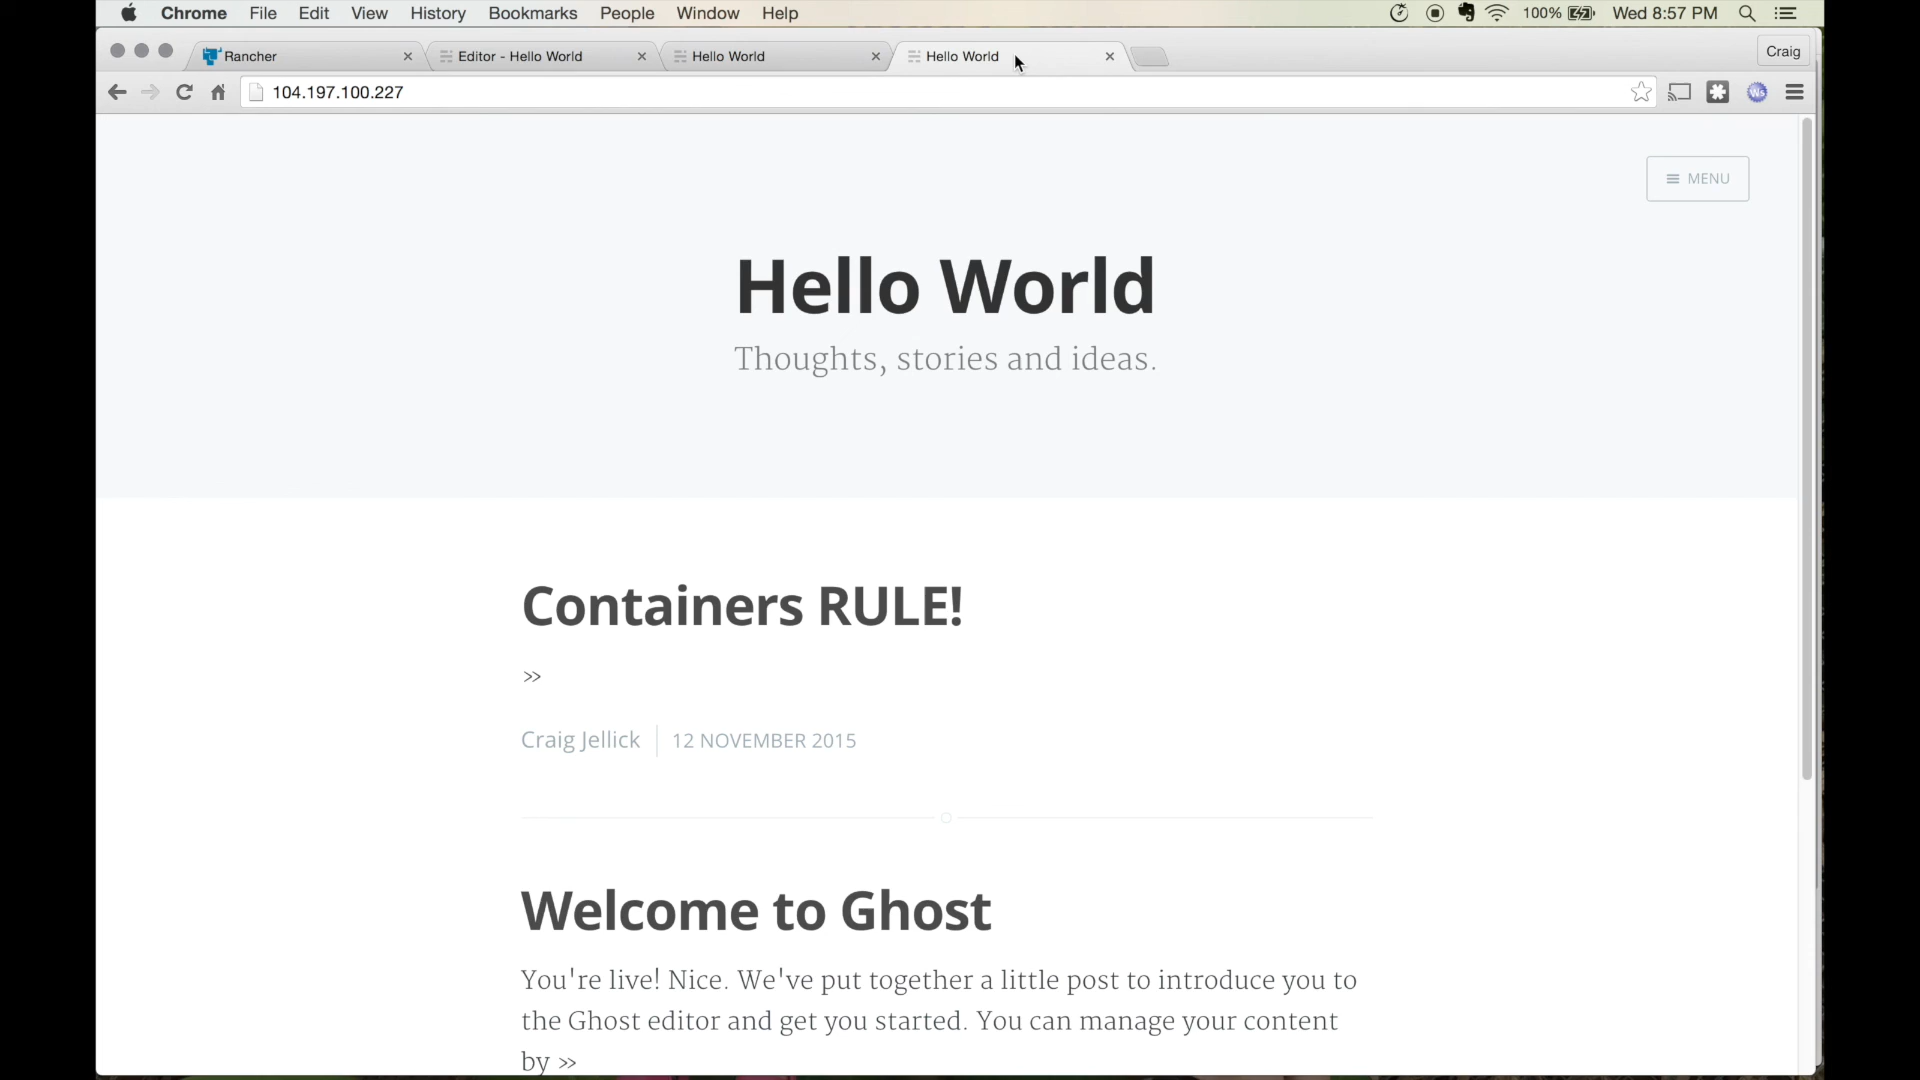 Chrome File Edit View History Bookmarks People Window Help 100% Wed 8:57 PM
Rancher Editor - Hello World Hello World Hello World Craig
104.197.100.227 Ws
MENU
Hello World
Thoughts, stories and ideas.
Containers RULE!
»
Craig Jellick 12 NOVEMBER 2015
Welcome to Ghost
You're live! Nice. We've put together a little post to introduce you to
the Ghost editor and get you started. You can manage your content
by »